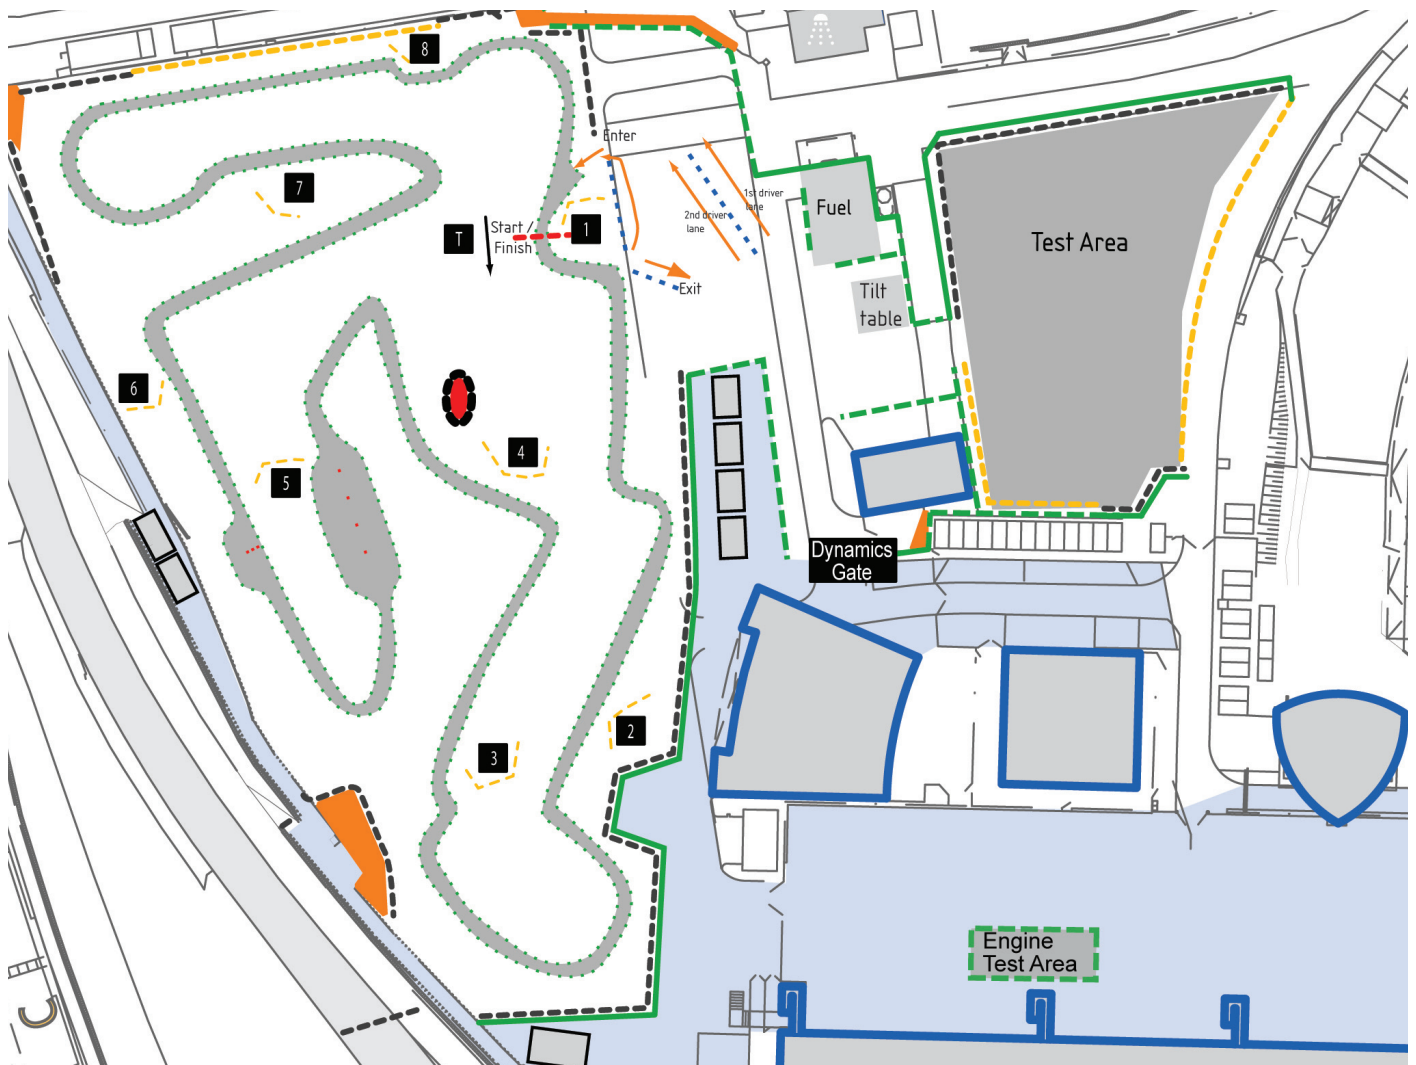 8
Enter
7
1st driver
lane
2nd driver
lane
Fuel
Test Area
T
Start /
Finish
1
Exit
Tilt
table
6
4
5
Dynamics
Gate
2
3
Engine
Test Area